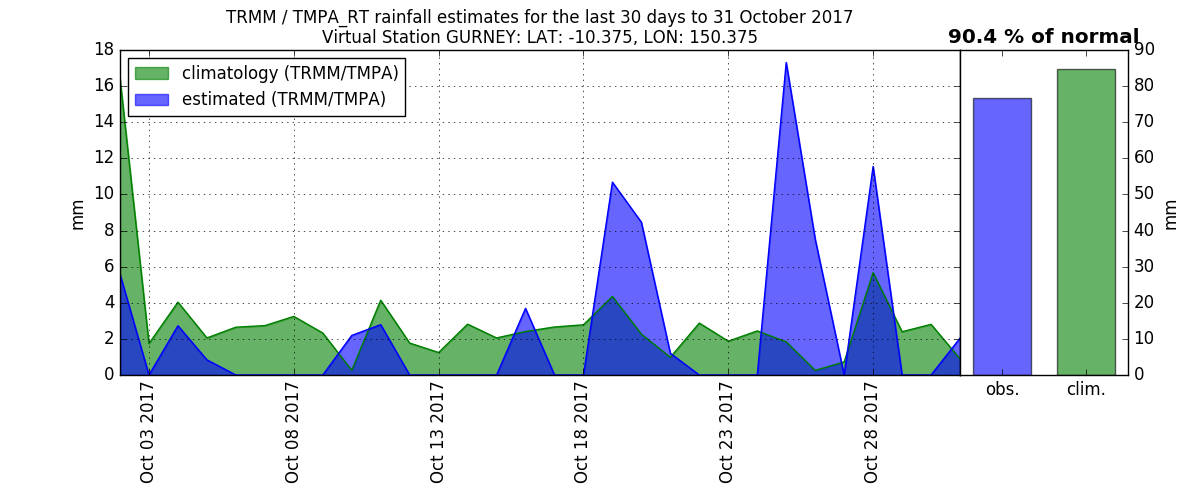 TRMM / TMPA_RT rainfall estimates for the last 30 days to 31 October 2017
Virtual Station GURNEY: LAT: -10.375, LON: 150.375
90.4 % of normal
climatology (TRMM/TMPA)
estimated (TRMM/TMPA)
18
16
14
12
10
8
6
4
2
0
mm
Oct 03 2017
Oct 08 2017
Oct 13 2017
Oct 18 2017
Oct 23 2017
Oct 28 2017
obs.
clim.
90
80
70
60
50
40
30
20
10
0
mm